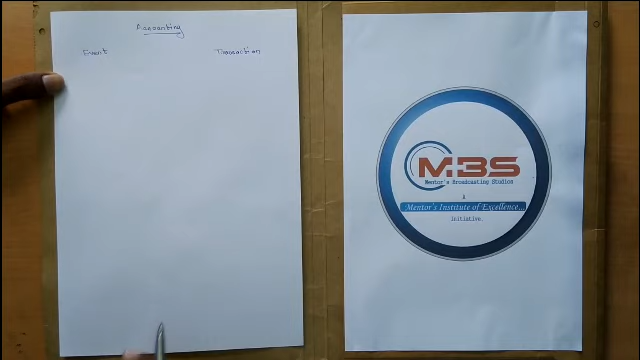 Accounting
Event
Transaction
MBS
Mentor's Broadcasting Studios
A
Mentor's Institute of Excellence...
initiative.